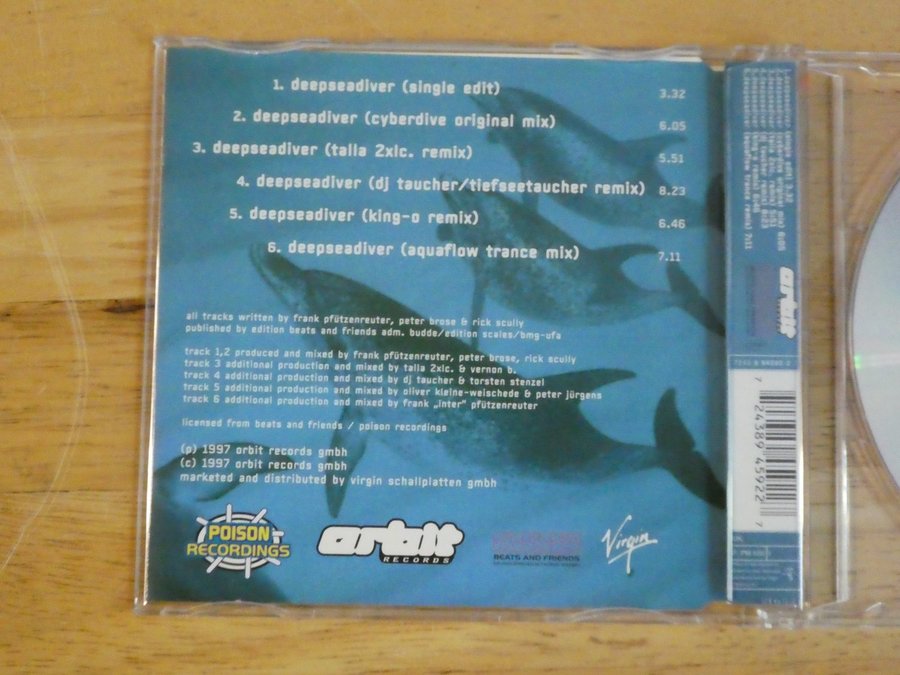 1. deepseadiver (single edit) 3.32
2. deepseadiver (cyberdive original mix) 6.05
3. deepseadiver (talla 2xlc. remix) 5.51
4. deepseadiver (dj taucher/tiefseetaucher remix) 8.23
5. deepseadiver (king-o remix) 6.46
6. deepseadiver (aquaflow trance mix) 7.11
all tracks written by frank pfützenreuter, peter brose & rick scully
published by edition beats and friends adm. budde/edition scales/bmg-ufa
track 1,2 produced and mixed by frank pfützenreuter, peter brose, rick scully
track 3 additional production and mixed by talla 2xlc. & vernon b.
track 4 additional production and mixed by dj taucher & torsten stenzel
track 5 additional production and mixed by oliver kleine-weischede & peter jürgens
track 6 additional production and mixed by frank „inter" pfützenreuter
licensed from beats and friends / poison recordings
(p) 1997 orbit records gmbh
(c) 1997 orbit records gmbh
marketed and distributed by virgin schallplatten gmbh
POISON
RECORDINGS
orbit
RECORDS
BEATS AND FRIENDS
Virgin
orbit
7 24389 45922 7